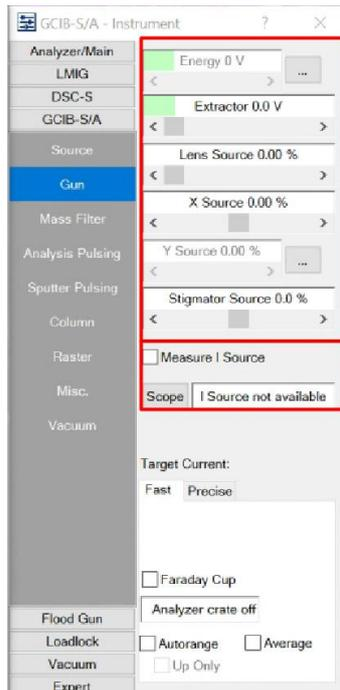 GCIB-S/A - Inst ument ? ×
Analyzer/Main
LMIG
DSC-S
GCIB-S/A
Source
Gun
Mass Filter
Analysis Pulsing
Sputter Pulsing
Column
Raster
Misc.
Vacuum
Flood Gun
Loadlock
Vacuum
Expert
Energy 0 V
...
Extractor 0.0 V
Lens Source 0.00 %
X Source 0.00 %
Y Source 0.00 %
...
Stigmator Source 0.0 %
Measure I Source
Scope I Source not available
Target Current:
Fast Precise
Faraday Cup
Analyzer crate off
Autorange Average
Up Only